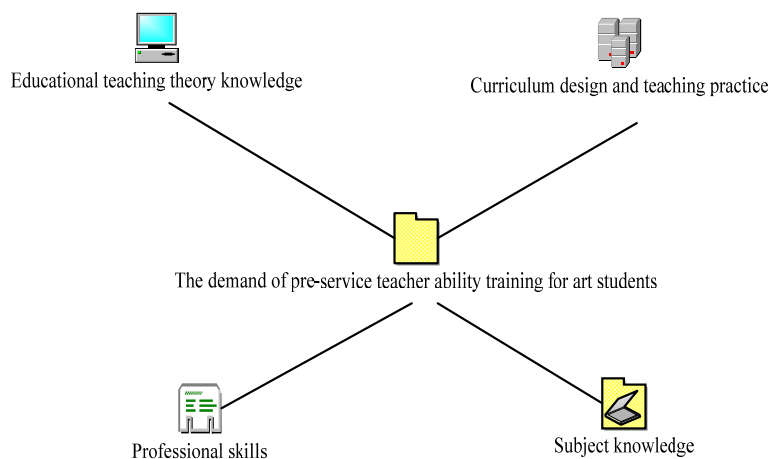 Educational teaching theory knowledge
Curriculum design and teaching practice
The demand of pre-service teacher ability training for art students
Professional skills
Subject knowledge